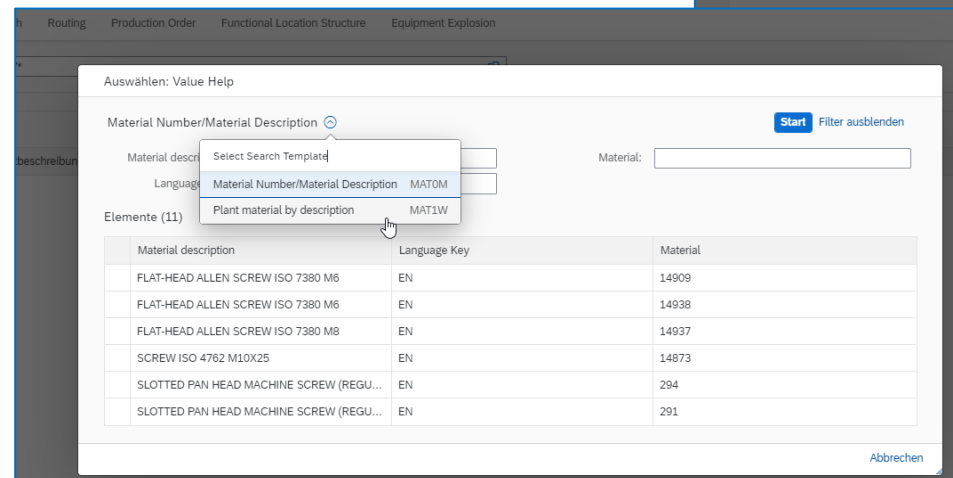 h Routing Production Order Functional Location Structure Equipment Explosion
Auswählen: Value Help
Material Number/Material Description
Start Filter ausblenden
Material descri
Material:
Select Search Template
Language
Material Number/Material Description MAT0M
Plant material by description MAT1W
tbeschreibun
Elemente (11)
Material description Language Key Material
FLAT-HEAD ALLEN SCREW ISO 7380 M6 EN 14909
FLAT-HEAD ALLEN SCREW ISO 7380 M6 EN 14938
FLAT-HEAD ALLEN SCREW ISO 7380 M8 EN 14937
SCREW ISO 4762 M10X25 EN 14873
SLOTTED PAN HEAD MACHINE SCREW (REGU... EN 294
SLOTTED PAN HEAD MACHINE SCREW (REGU... EN 291
Abbrechen